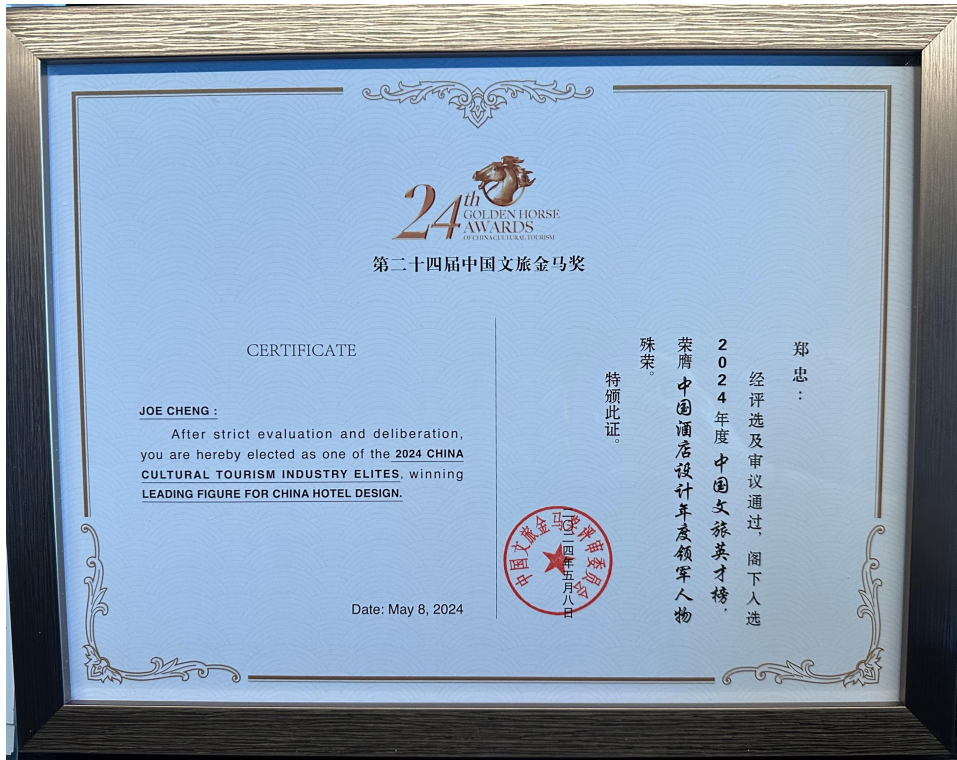 24th
GOLDEN HORSE
AWARDS
OF CHINA CULTURAL TOURISM
第二十四届中国文旅金马奖
CERTIFICATE
JOE CHENG :
After strict evaluation and deliberation,
you are hereby elected as one of the 2024 CHINA
CULTURAL TOURISM INDUSTRY ELITES, winning
LEADING FIGURE FOR CHINA HOTEL DESIGN.
Date: May 8, 2024
郑忠：
经评选及审议通过，阁下入选
2024年度中国文旅英才榜，
荣膺中国酒店设计年度领军人物
殊荣。
特颁此证。
二〇二四年五月八日
中国文旅金马奖评审委员会